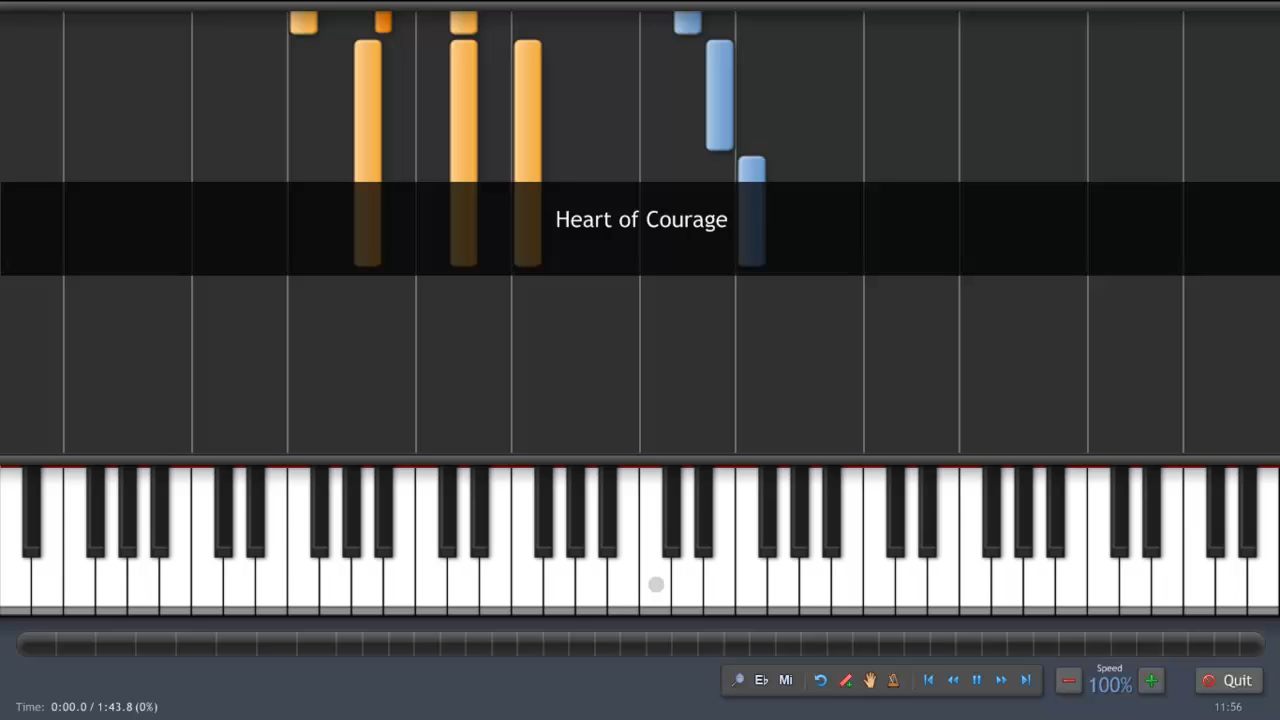 Heart of Courage
E♭ Mi
Speed
100%
Quit
Time: 0:00.0 / 1:43.8 (0%)
11:56